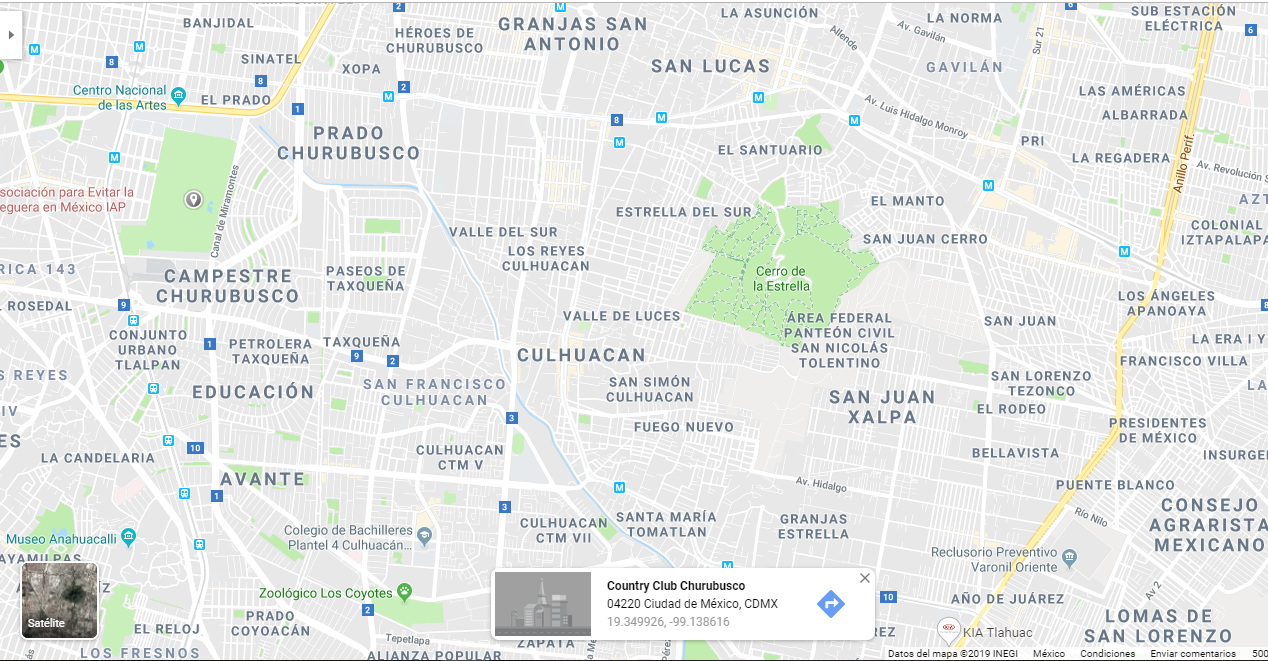 BANJIDAL
HÉROES DE
CHURUBUSCO
GRANJAS SAN
ANTONIO
LA ASUNCIÓN
LA NORMA
SUB ESTACIÓN
ELÉCTRICA
Allende
Av. Gavilán
Sur 21
SINATEL
XOPA
SAN LUCAS
GAVILÁN
Centro Nacional
de las Artes
EL PRADO
LAS AMÉRICAS
ALBARRADA
Av. Luis Hidalgo Monroy
PRADO
CHURUBUSCO
EL SANTUARIO
PRI
LA REGADERA
Anillo Perif.
Av. Revolución S
sociación para Evitar la
eguera en México IAP
Canal de Miramontes
ESTRELLA DEL SUR
EL MANTO
AZT
COLONIAL
IZTAPALAPA
VALLE DEL SUR
LOS REYES
CULHUACAN
SAN JUAN CERRO
RICA 143
CAMPESTRE
CHURUBUSCO
PASEOS DE
TAXQUEÑA
Cerro de
la Estrella
L ROSEDAL
LOS ÁNGELES
APANOAYA
CONJUNTO
URBANO
TLALPAN
PETROLERA
TAXQUEÑA
TAXQUEÑA
VALLE DE LUCES
ÁREA FEDERAL
PANTEÓN CIVIL
SAN NICOLÁS
TOLENTINO
SAN JUAN
LA ERA I Y
FRANCISCO VILLA
CULHUACAN
S REYES
EDUCACIÓN
SAN FRANCISCO
CULHUACAN
SAN SIMÓN
CULHUACAN
SAN JUAN
XALPA
SAN LORENZO
TEZONCO
EL RODEO
LA
IV
ES
FUEGO NUEVO
PRESIDENTES
DE MÉXICO
LA CANDELARIA
CULHUACAN
CTM V
BELLAVISTA
INSURGE
AVANTE
Av. Hidalgo
PUENTE BLANCO
CONSEJO
AGRARISTA
MEXICANO
Río Nilo
Museo Anahuacalli
Colegio de Bachilleres
Plantel 4 Culhuacán...
CULHUACAN
CTM VII
SANTA MARÍA
TOMATLAN
GRANJAS
ESTRELLA
Reclusorio Preventivo
Varonil Oriente
AYAMILPAS
Satélite
Zoológico Los Coyotes
PRADO
COYOACÁN
EL RELOJ
LOS FRESNOS
Tepetlapa
ALIANZA POPULAR
ZAPATA
Country Club Churubusco
04220 Ciudad de México, CDMX
19.349926, -99.138616
Av 2
AÑO DE JUÁREZ
LOMAS DE
SAN LORENZO
REZ
KIA Tlahuac
Datos del mapa ©2019 INEGI México Condiciones Enviar comentarios 500